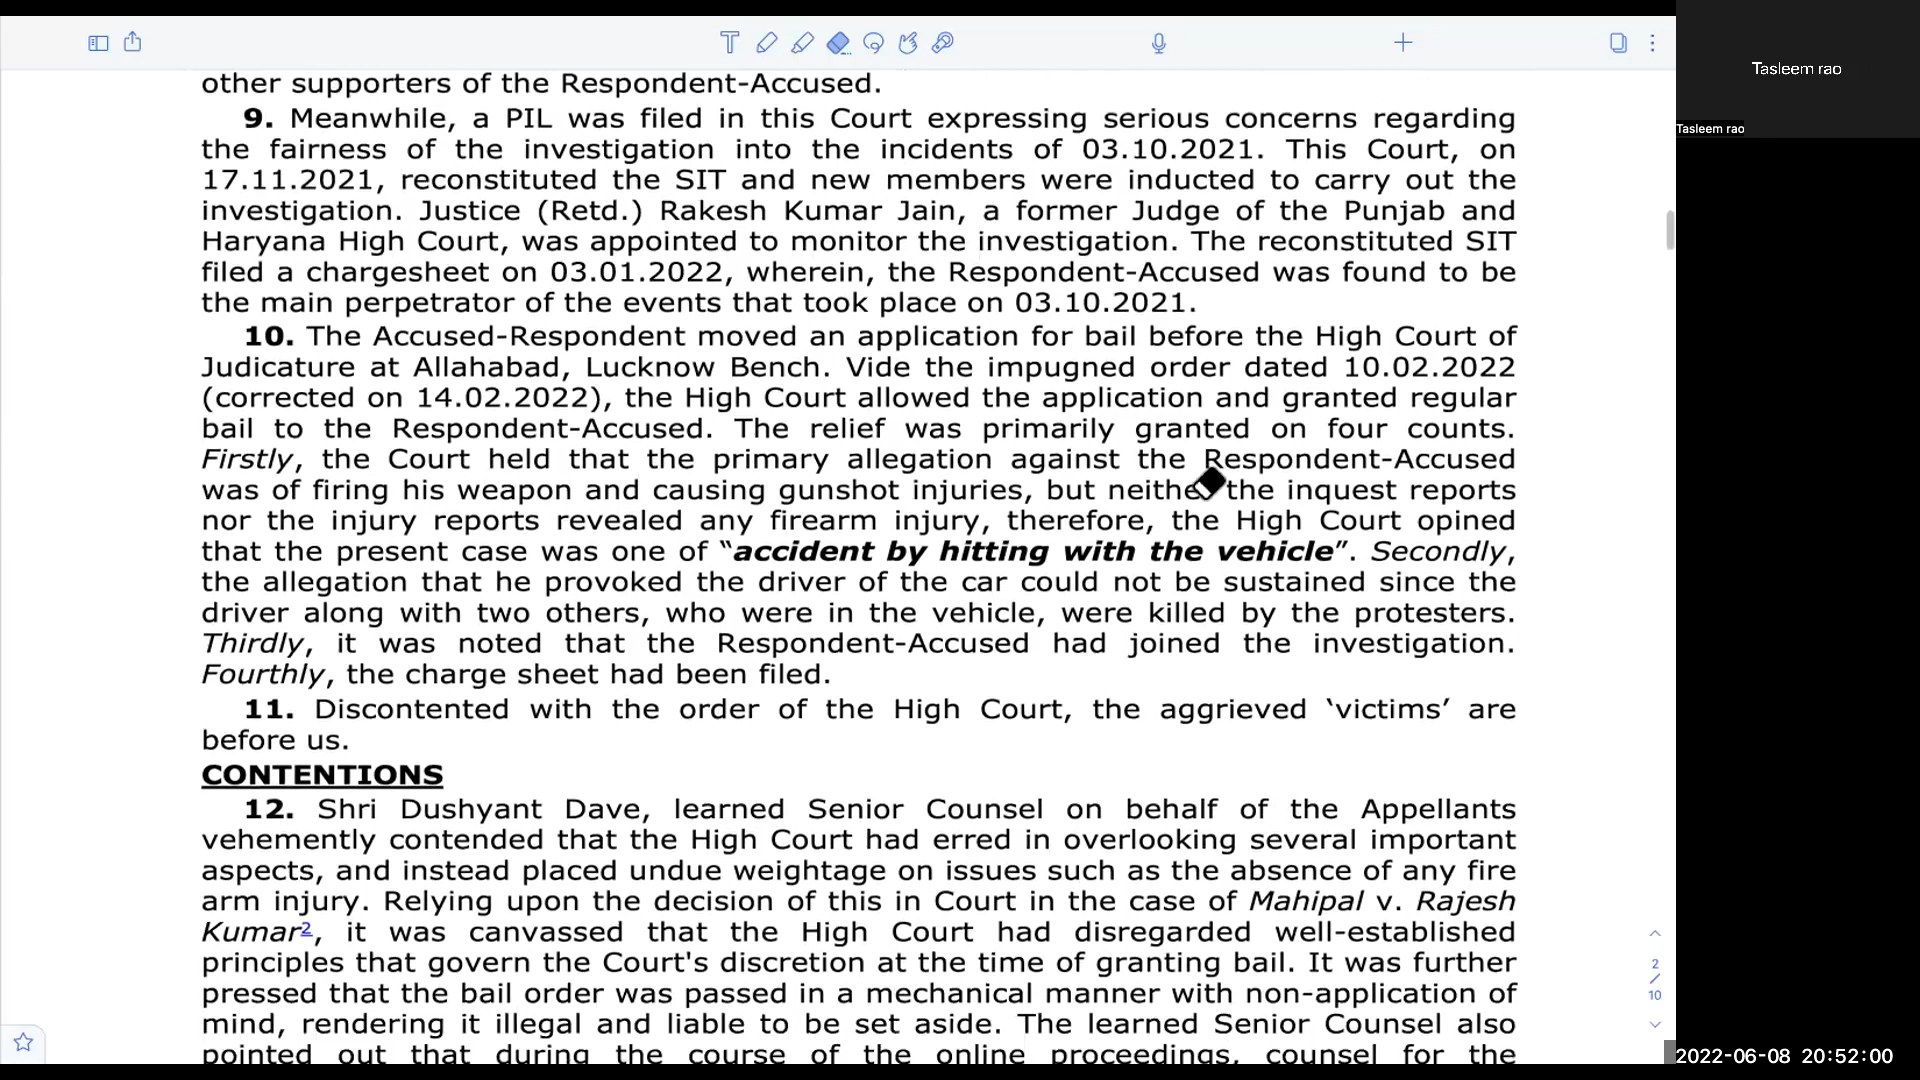 other supporters of the Respondent-Accused.
9. Meanwhile, a PIL was filed in this Court expressing serious concerns regarding
the fairness of the investigation into the incidents of 03.10.2021. This Court, on
17.11.2021, reconstituted the SIT and new members were inducted to carry out the
investigation. Justice (Retd.) Rakesh Kumar Jain, a former Judge of the Punjab and
Haryana High Court, was appointed to monitor the investigation. The reconstituted SIT
filed a chargesheet on 03.01.2022, wherein, the Respondent-Accused was found to be
the main perpetrator of the events that took place on 03.10.2021.
10. The Accused-Respondent moved an application for bail before the High Court of
Judicature at Allahabad, Lucknow Bench. Vide the impugned order dated 10.02.2022
(corrected on 14.02.2022), the High Court allowed the application and granted regular
bail to the Respondent-Accused. The relief was primarily granted on four counts.
Firstly, the Court held that the primary allegation against the Respondent-Accused
was of firing his weapon and causing gunshot injuries, but neither the inquest reports
nor the injury reports revealed any firearm injury, therefore, the High Court opined
that the present case was one of “accident by hitting with the vehicle”. Secondly,
the allegation that he provoked the driver of the car could not be sustained since the
driver along with two others, who were in the vehicle, were killed by the protesters.
Thirdly, it was noted that the Respondent-Accused had joined the investigation.
Fourthly, the charge sheet had been filed.
11. Discontented with the order of the High Court, the aggrieved ‘victims’ are
before us.
CONTENTIONS
12. Shri Dushyant Dave, learned Senior Counsel on behalf of the Appellants
vehemently contended that the High Court had erred in overlooking several important
aspects, and instead placed undue weightage on issues such as the absence of any fire
arm injury. Relying upon the decision of this in Court in the case of Mahipal v. Rajesh
Kumar2, it was canvassed that the High Court had disregarded well-established
principles that govern the Court's discretion at the time of granting bail. It was further
pressed that the bail order was passed in a mechanical manner with non-application of
mind, rendering it illegal and liable to be set aside. The learned Senior Counsel also
pointed out that during the course of the online proceedings, counsel for the
2
/
10
Tasleem rao
Tasleem rao
2022-06-08 20:52:00